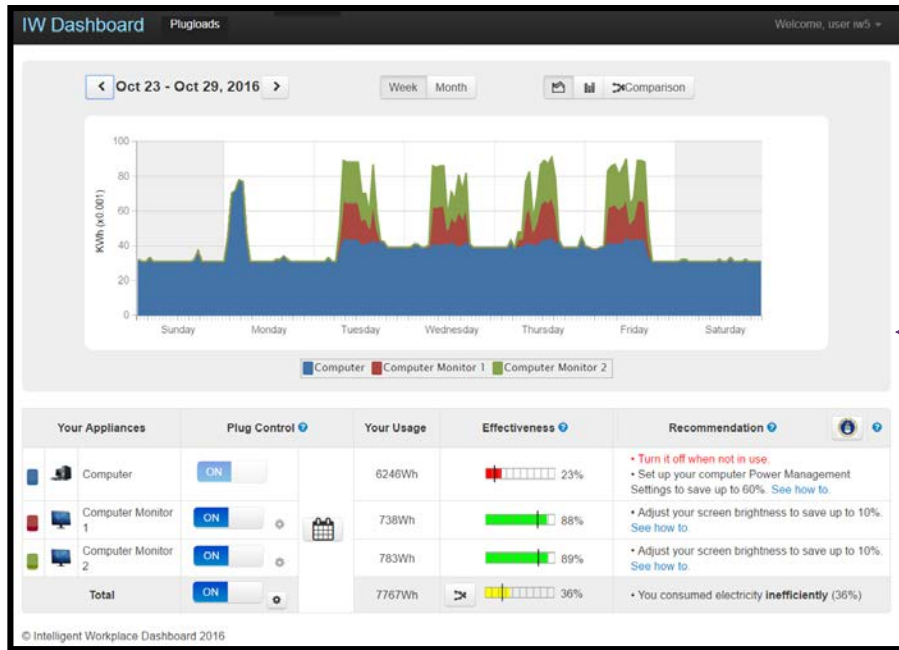 IW Dashboard Plugloads Welcome, user iw5
Oct 23 - Oct 29, 2016 Week Month Comparison
100
80
60
40
20
0
KWh (x0.001)
Sunday Monday Tuesday Wednesday Thursday Friday Saturday
Computer Computer Monitor 1 Computer Monitor 2
Your Appliances Plug Control ? Your Usage Effectiveness ? Recommendation ? ?
Computer ON 6246Wh 23%
• Turn it off when not in use.
• Set up your computer Power Management
Settings to save up to 60%. See how to.
Computer Monitor
1
ON 738Wh 88%
• Adjust your screen brightness to save up to 10%.
See how to.
Computer Monitor
2
ON 783Wh 89%
• Adjust your screen brightness to save up to 10%.
See how to.
Total ON 7767Wh 36% • You consumed electricity inefficiently (36%)
© Intelligent Workplace Dashboard 2016